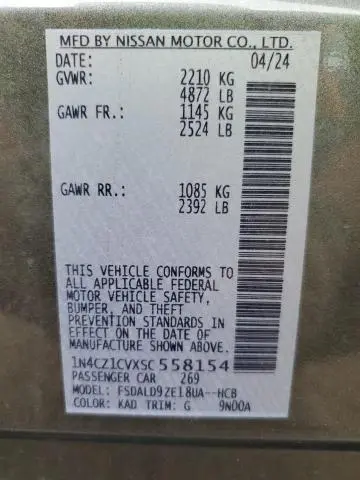 MFD BY NISSAN MOTOR CO., LTD.
DATE: 04/24
GVWR: 2210 KG
4872 LB
GAWR FR.: 1145 KG
2524 LB
GAWR RR.: 1085 KG
2392 LB
THIS VEHICLE CONFORMS TO
ALL APPLICABLE FEDERAL
MOTOR VEHICLE SAFETY,
BUMPER, AND THEFT
PREVENTION STANDARDS IN
EFFECT ON THE DATE OF
MANUFACTURE SHOWN ABOVE.
1N4CZ1CVXSC558154
PASSENGER CAR 269
MODEL: FSDALD9ZE18UA--HCB
COLOR: KAD TRIM: G 9N00A